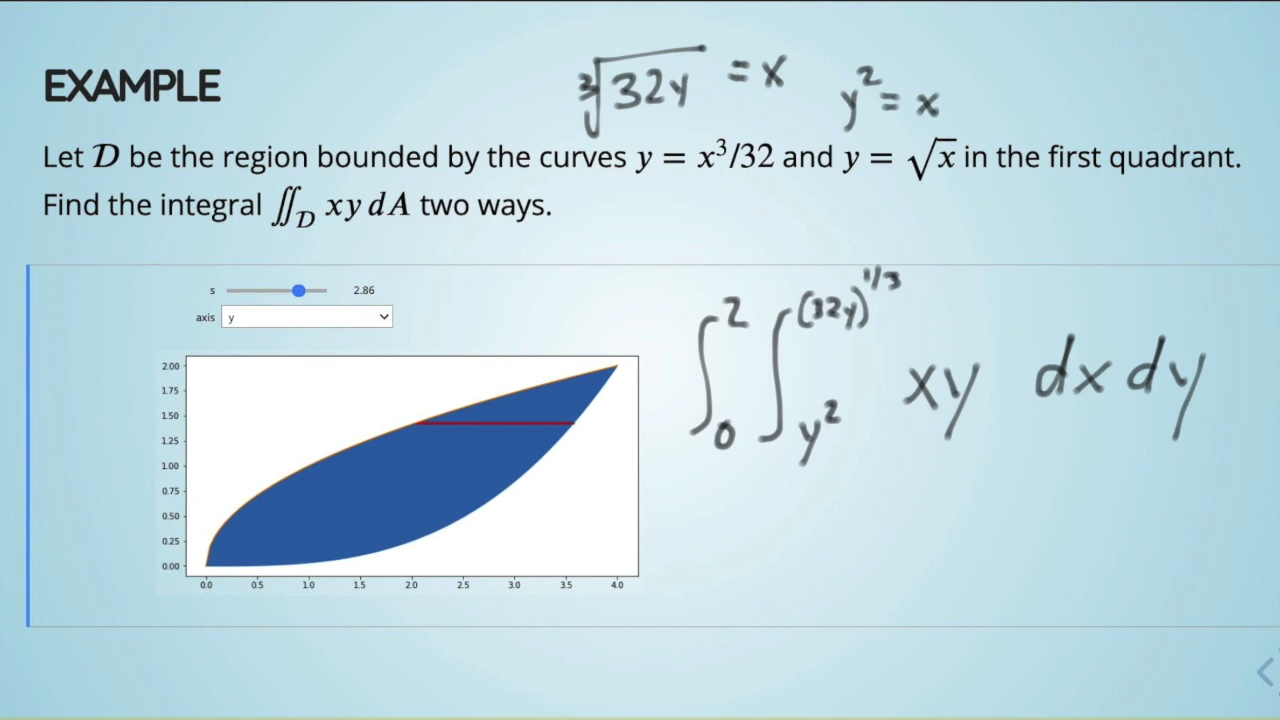 ∛32y = x   y² = x
EXAMPLE
Let 𝒟 be the region bounded by the curves y = x³/32 and y = √x in the first quadrant.
Find the integral ∬_𝒟 xy dA two ways.
s 2.86
axis y
∫₀² ∫_{y²}^{(32y)^{1/3}} xy dx dy
2.00
1.75
1.50
1.25
1.00
0.75
0.50
0.25
0.00
0.0 0.5 1.0 1.5 2.0 2.5 3.0 3.5 4.0